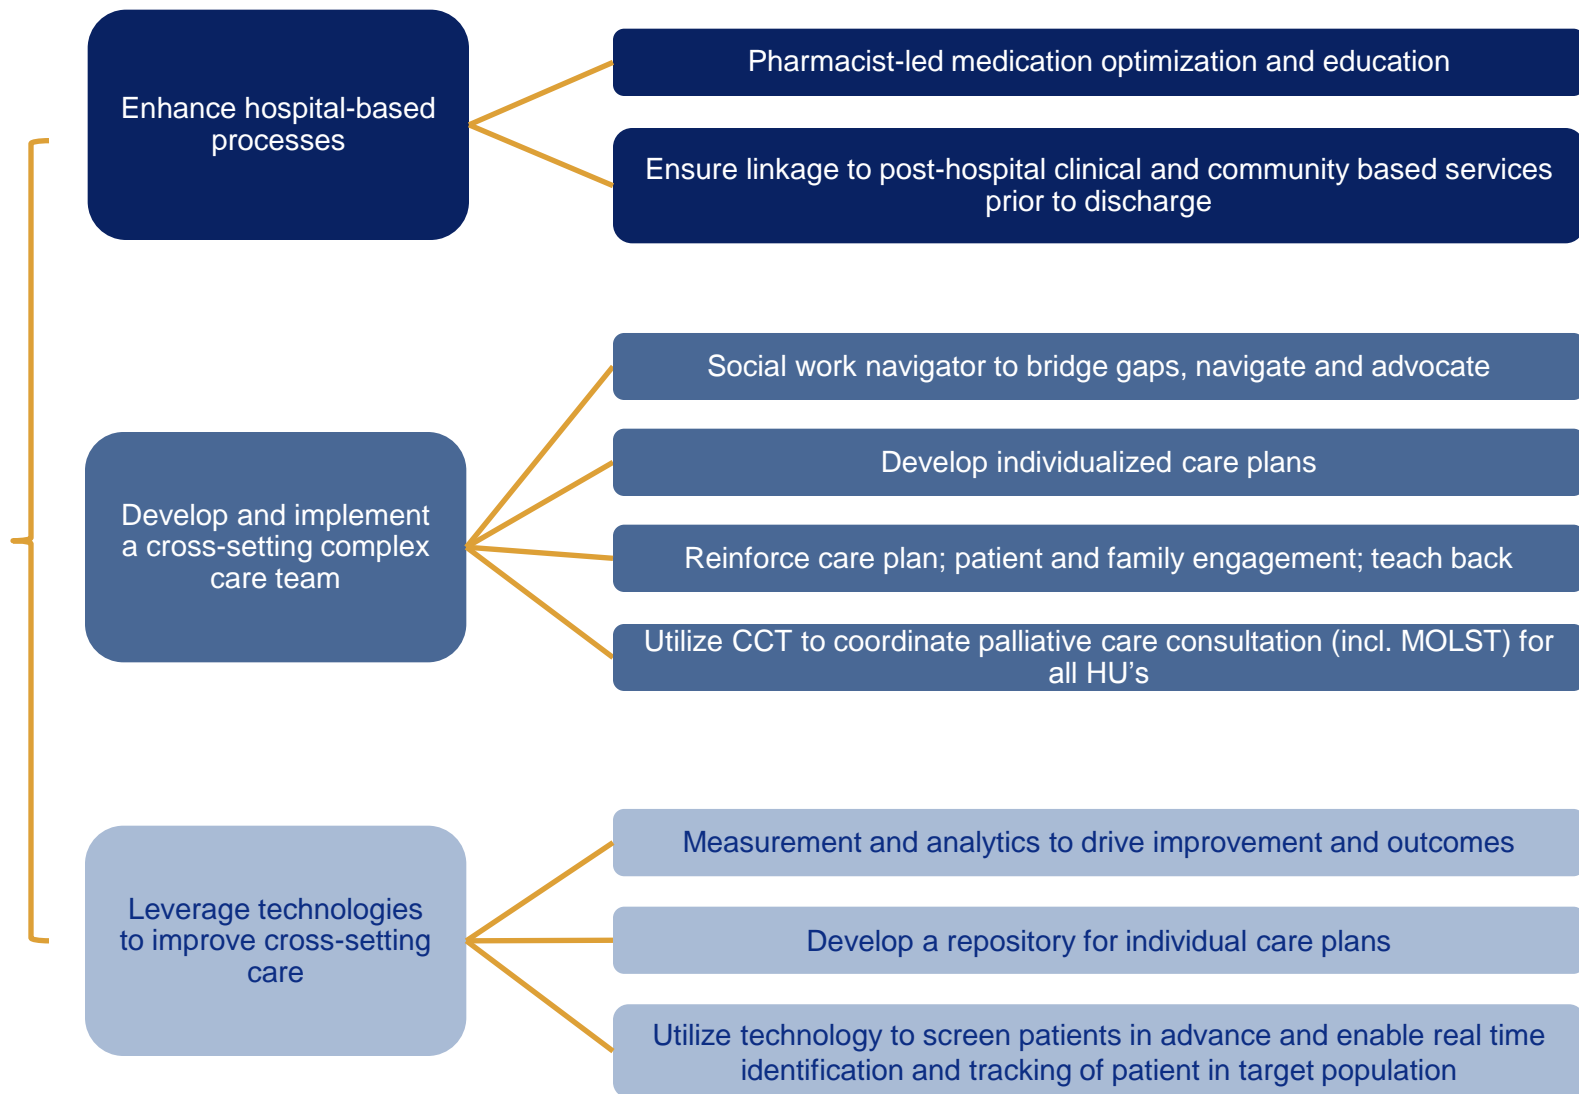 Enhance hospital-based
processes
Pharmacist-led medication optimization and education
Ensure linkage to post-hospital clinical and community based services
prior to discharge
Develop and implement
a cross-setting complex
care team
Social work navigator to bridge gaps, navigate and advocate
Develop individualized care plans
Reinforce care plan; patient and family engagement; teach back
Utilize CCT to coordinate palliative care consultation (incl. MOLST) for
all HU’s
Leverage technologies
to improve cross-setting
care
Measurement and analytics to drive improvement and outcomes
Develop a repository for individual care plans
Utilize technology to screen patients in advance and enable real time
identification and tracking of patient in target population